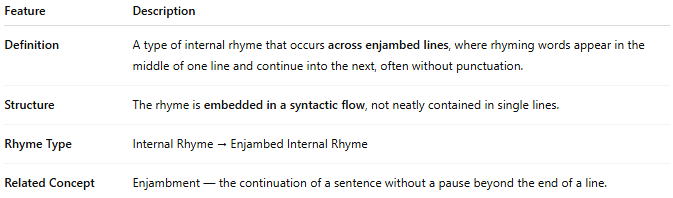 Feature Description
Definition A type of internal rhyme that occurs across enjambed lines, where rhyming words appear in the
middle of one line and continue into the next, often without punctuation.
Structure The rhyme is embedded in a syntactic flow, not neatly contained in single lines.
Rhyme Type Internal Rhyme → Enjambed Internal Rhyme
Related Concept Enjambment — the continuation of a sentence without a pause beyond the end of a line.